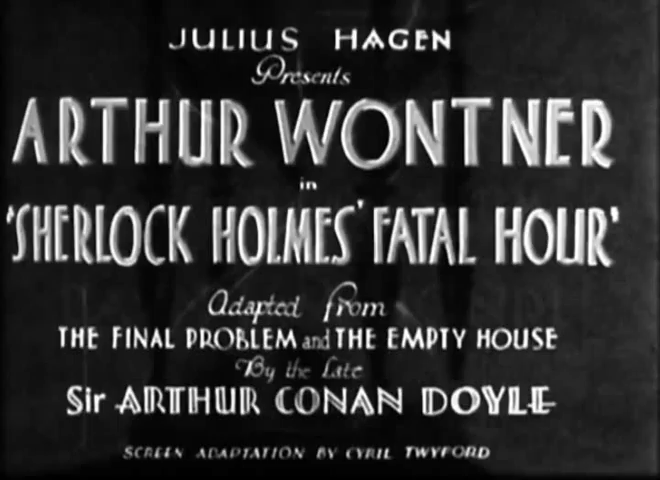 JULIUS HAGEN
Presents
ARTHUR WONTNER
in
'SHERLOCK HOLMES' FATAL HOUR'
Adapted from
THE FINAL PROBLEM and THE EMPTY HOUSE
By the late
Sir ARTHUR CONAN DOYLE
SCREEN ADAPTATION BY CYRIL TWYFORD